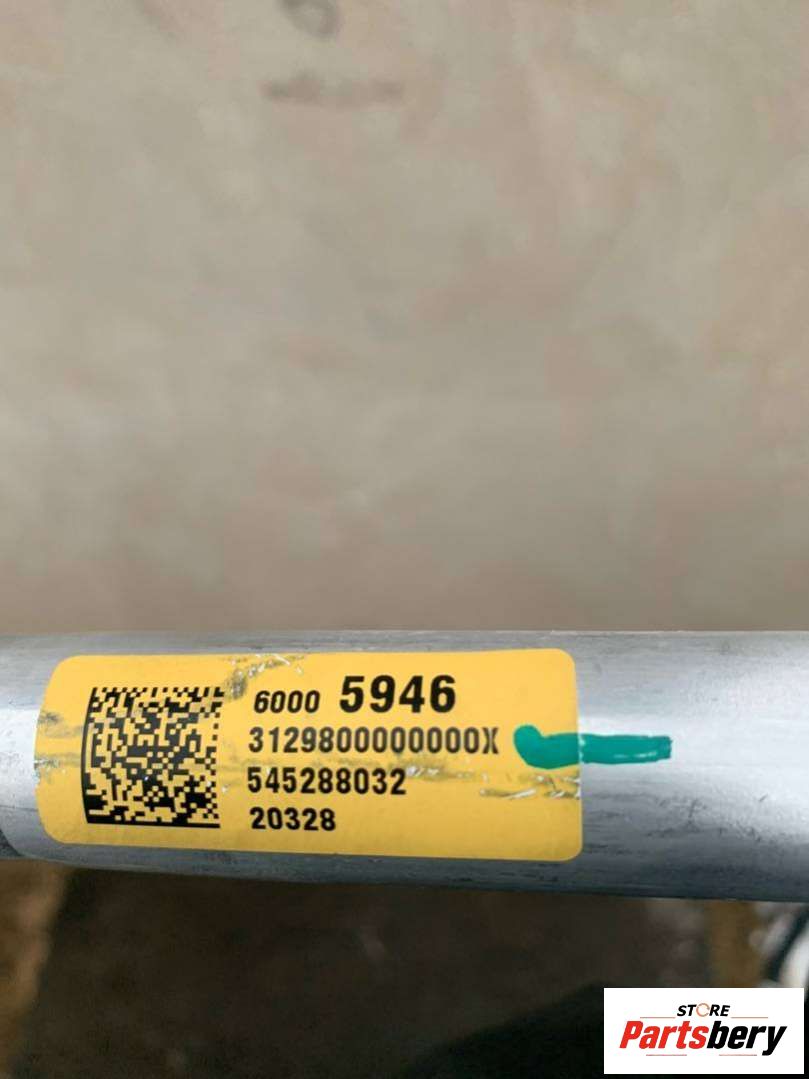 6000 5946
3129800000000X
545288032
20328
STORE
Partsbery